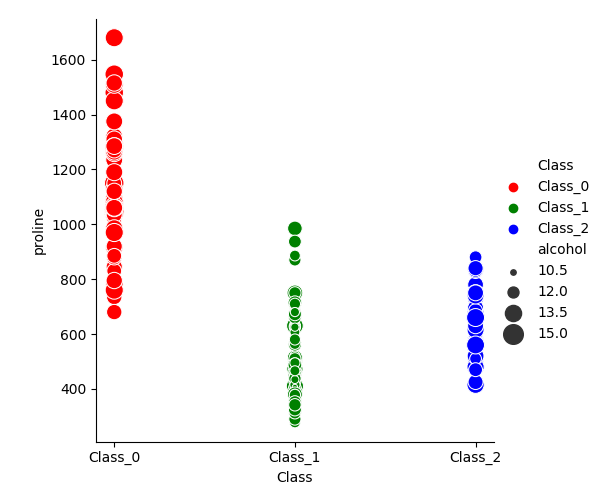 1600
1400
1200
1000
800
600
400
proline
Class_0
Class_1
Class_2
Class
Class
Class_0
Class_1
Class_2
alcohol
10.5
12.0
13.5
15.0